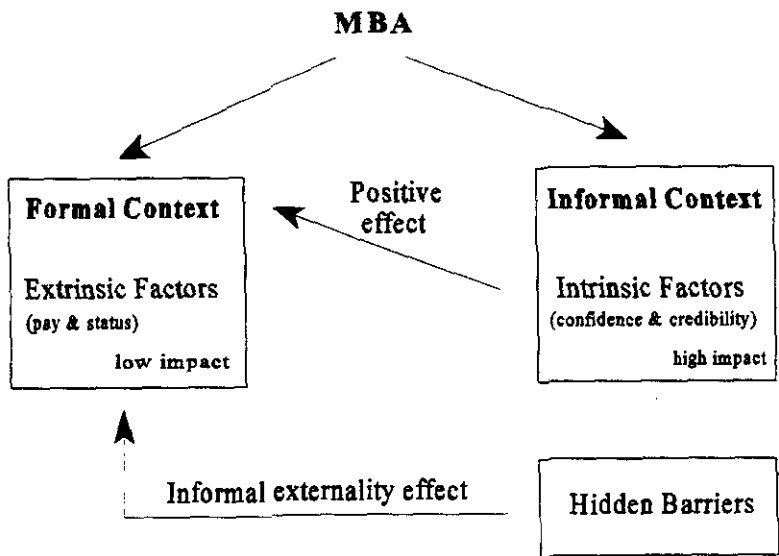 MBA
Formal Context
Extrinsic Factors
(pay & status)
low impact
Positive
effect
Informal Context
Intrinsic Factors
(confidence & credibility)
high impact
Informal externality effect
Hidden Barriers